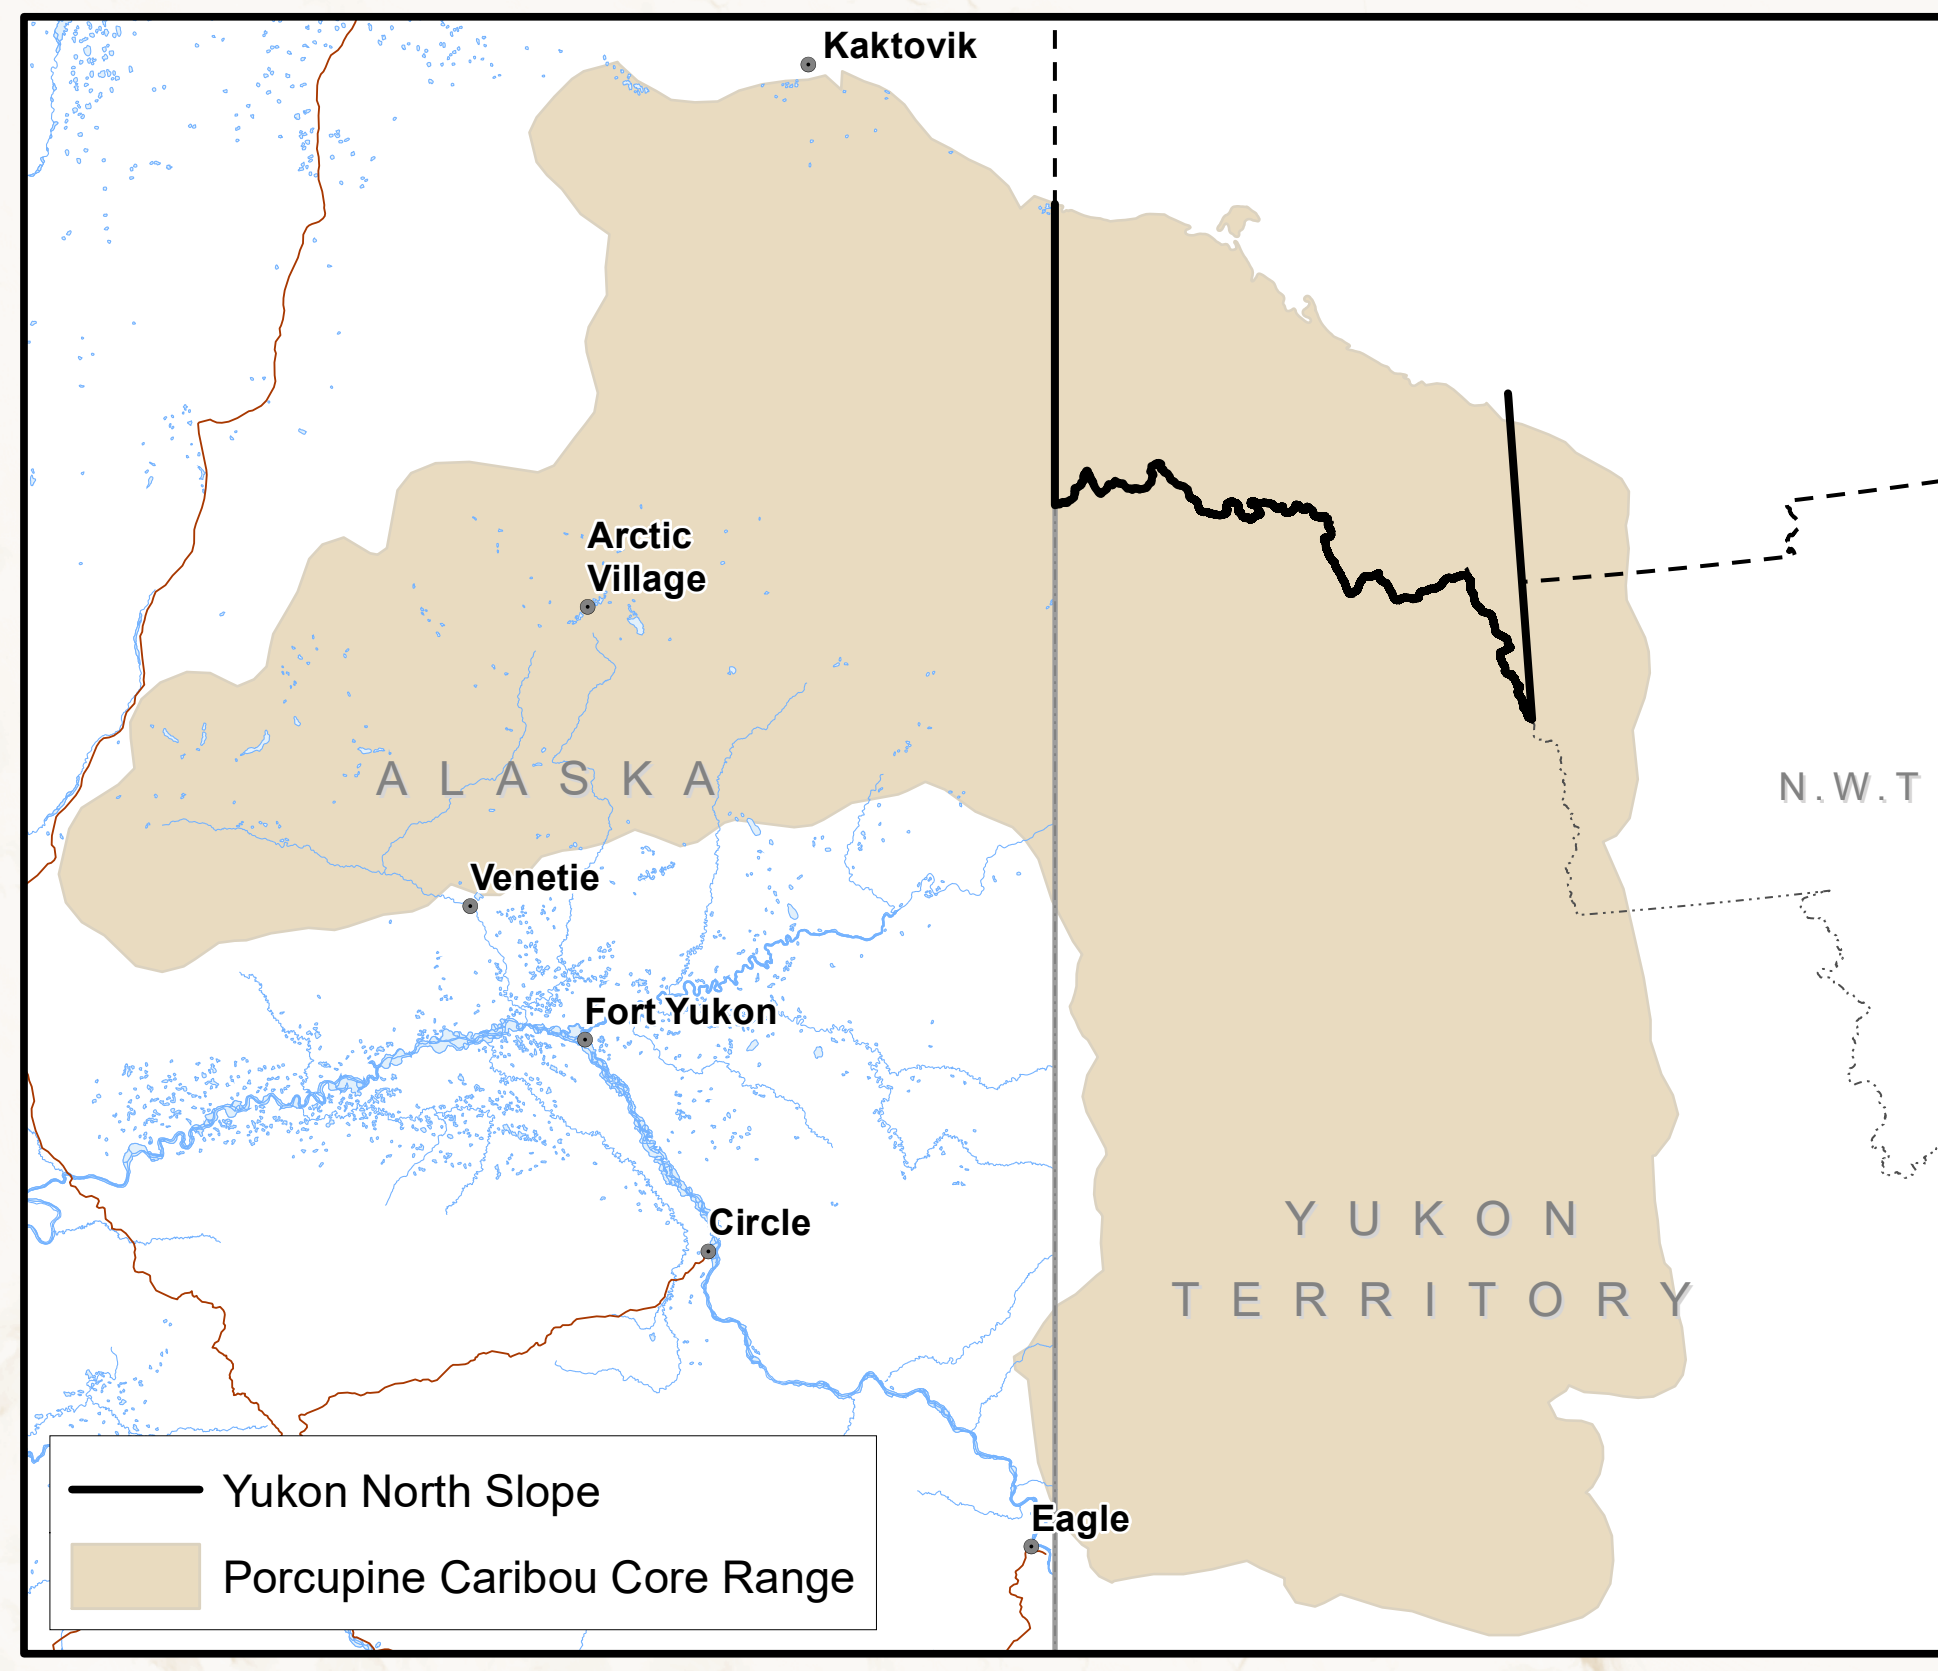 Kaktovik
Arctic
Village
A L A S K A
N.W.T
Venetie
Fort Yukon
Circle
Y U K O N
T E R R I T O R Y
Eagle
Yukon North Slope
Porcupine Caribou Core Range